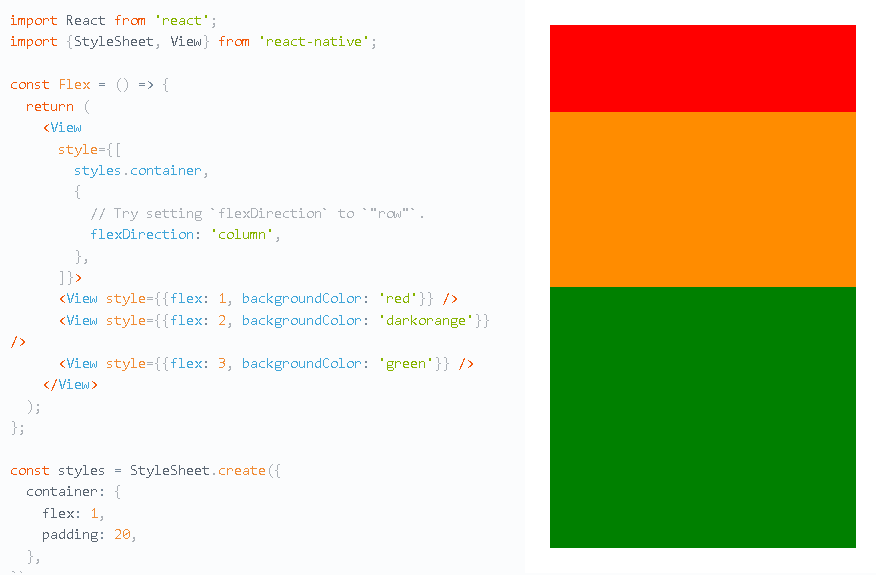 import React from 'react';
import {StyleSheet, View} from 'react-native';
const Flex = () => {
return (
<View
style={[
styles.container,
{
// Try setting `flexDirection` to `"row"`.
flexDirection: 'column',
},
]}>
<View style={{flex: 1, backgroundColor: 'red'}} />
<View style={{flex: 2, backgroundColor: 'darkorange'}}
/>
<View style={{flex: 3, backgroundColor: 'green'}} />
</View>
);
};
const styles = StyleSheet.create({
container: {
flex: 1,
padding: 20,
},